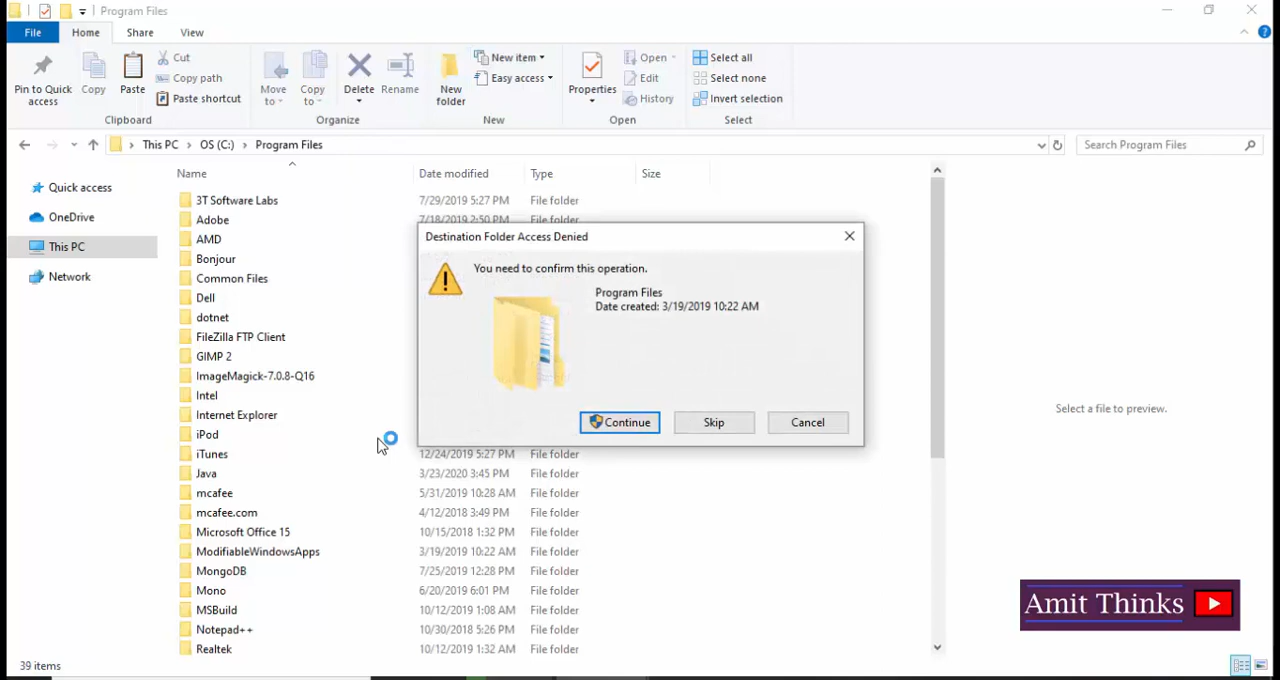 Program Files
File Home Share View
Pin to Quick access
Copy
Paste
Cut
Copy path
Paste shortcut
Clipboard
Move to
Copy to
Delete
Rename
Organize
New folder
New item
Easy access
New
Properties
Open
Edit
History
Open
Select all
Select none
Invert selection
Select
This PC > OS (C:) > Program Files
Search Program Files
Quick access
OneDrive
This PC
Network
Name Date modified Type Size
3T Software Labs 7/29/2019 5:27 PM File folder
Adobe 7/18/2019 2:50 PM File folder
AMD
Bonjour
Common Files
Dell
dotnet
FileZilla FTP Client
GIMP 2
ImageMagick-7.0.8-Q16
Intel
Internet Explorer
iPod
iTunes 12/24/2019 5:27 PM File folder
Java 3/23/2020 3:45 PM File folder
mcafee 5/31/2019 10:28 AM File folder
mcafee.com 4/12/2018 3:49 PM File folder
Microsoft Office 15 10/15/2018 1:32 PM File folder
ModifiableWindowsApps 3/19/2019 10:22 AM File folder
MongoDB 7/25/2019 12:28 PM File folder
Mono 6/20/2019 6:01 PM File folder
MSBuild 10/12/2019 1:08 AM File folder
Notepad++ 10/30/2018 5:26 PM File folder
Realtek 10/12/2019 1:32 AM File folder
Destination Folder Access Denied
You need to confirm this operation.
Program Files
Date created: 3/19/2019 10:22 AM
Continue Skip Cancel
Select a file to preview.
Amit Thinks
39 items